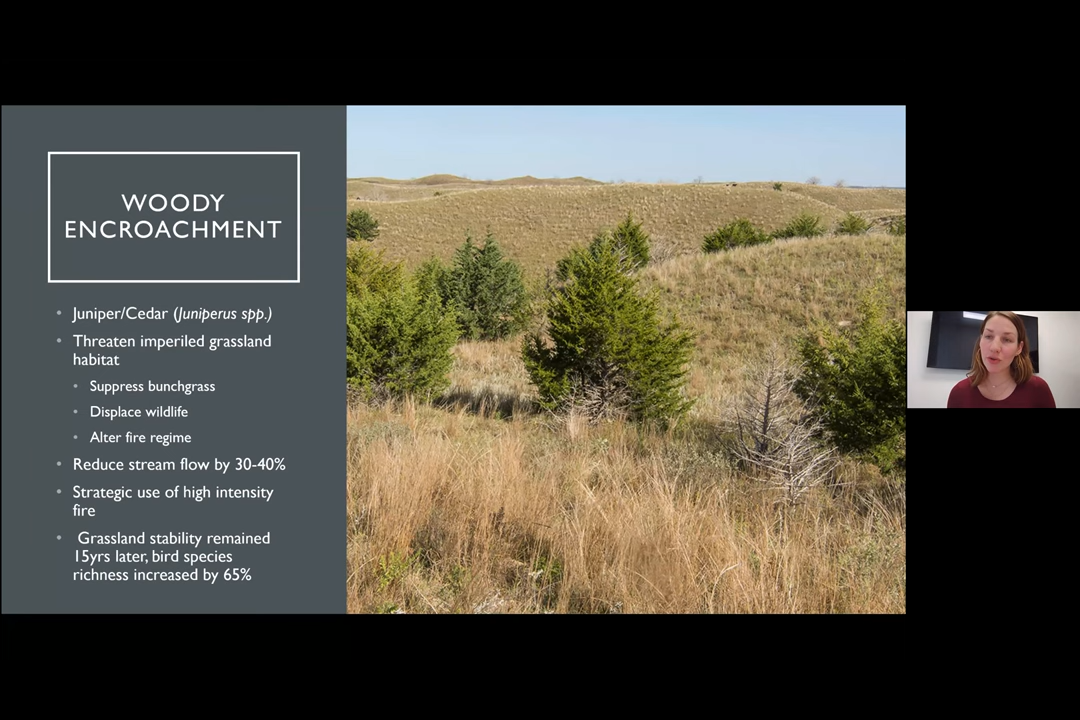 WOODY
ENCROACHMENT
• Juniper/Cedar (Juniperus spp.)
• Threaten imperiled grassland
habitat
• Suppress bunchgrass
• Displace wildlife
• Alter fire regime
• Reduce stream flow by 30-40%
• Strategic use of high intensity
fire
• Grassland stability remained
15yrs later, bird species
richness increased by 65%